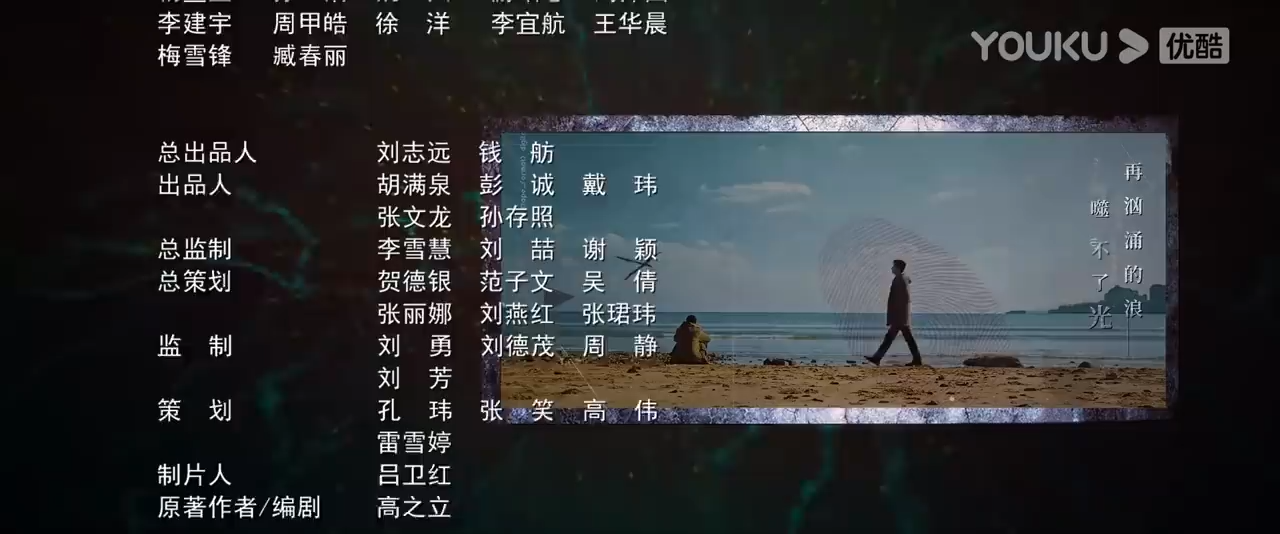 李建宇 周甲皓 徐 洋 李宜航 王华晨
梅雪锋 臧春丽
YOUKU 优酷
总出品人 刘志远 钱 舫
出品人 胡满泉 彭 诚 戴 玮
张文龙 孙存照
总监制 李雪慧 刘 喆 谢 颖
总策划 贺德银 范子文 吴 倩
张丽娜 刘燕红 张珺玮
监 制 刘 勇 刘德茂 周 静
刘 芳
策 划 孔 玮 张 笑 高 伟
雷雪婷
制片人 吕卫红
原著作者/编剧 高之立
再汹涌的浪
噬不了光